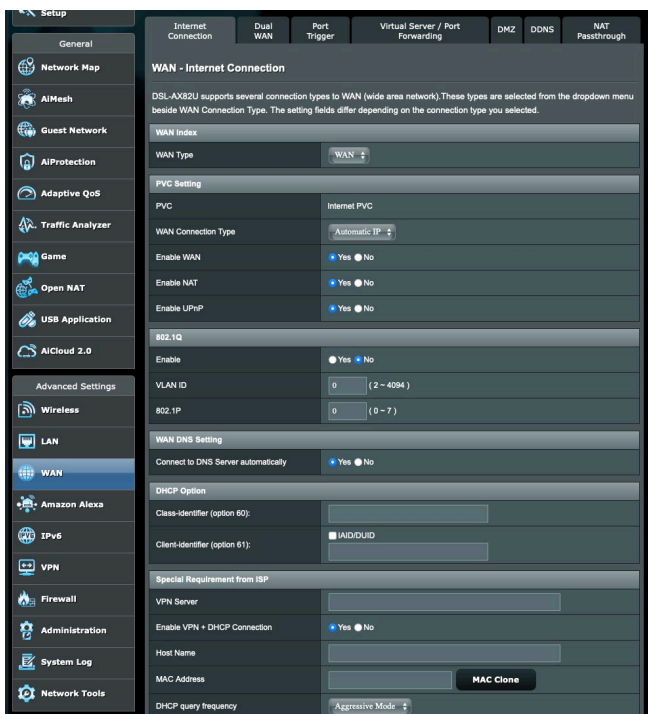 Setup
General
Network Map
AiMesh
Guest Network
AiProtection
Adaptive QoS
Traffic Analyzer
Game
Open NAT
USB Application
AiCloud 2.0
Advanced Settings
Wireless
LAN
WAN
Amazon Alexa
IPv6
VPN
Firewall
Administration
System Log
Network Tools
Internet
Connection
Dual
WAN
Port
Trigger
Virtual Server / Port
Forwarding
DMZ
DDNS
NAT
Passthrough
WAN - Internet Connection
DSL-AX82U supports several connection types to WAN (wide area network).These types are selected from the dropdown menu
beside WAN Connection Type. The setting fields differ depending on the connection type you selected.
WAN Index
WAN Type WAN
PVC Setting
PVC Internet PVC
WAN Connection Type Automatic IP
Enable WAN Yes No
Enable NAT Yes No
Enable UPnP Yes No
802.1Q
Enable Yes No
VLAN ID 0 ( 2 ~ 4094 )
802.1P 0 ( 0 ~ 7 )
WAN DNS Setting
Connect to DNS Server automatically Yes No
DHCP Option
Class-identifier (option 60):
IAID/DUID
Client-identifier (option 61):
Special Requirement from ISP
VPN Server
Enable VPN + DHCP Connection Yes No
Host Name
MAC Address MAC Clone
DHCP query frequency Aggressive Mode